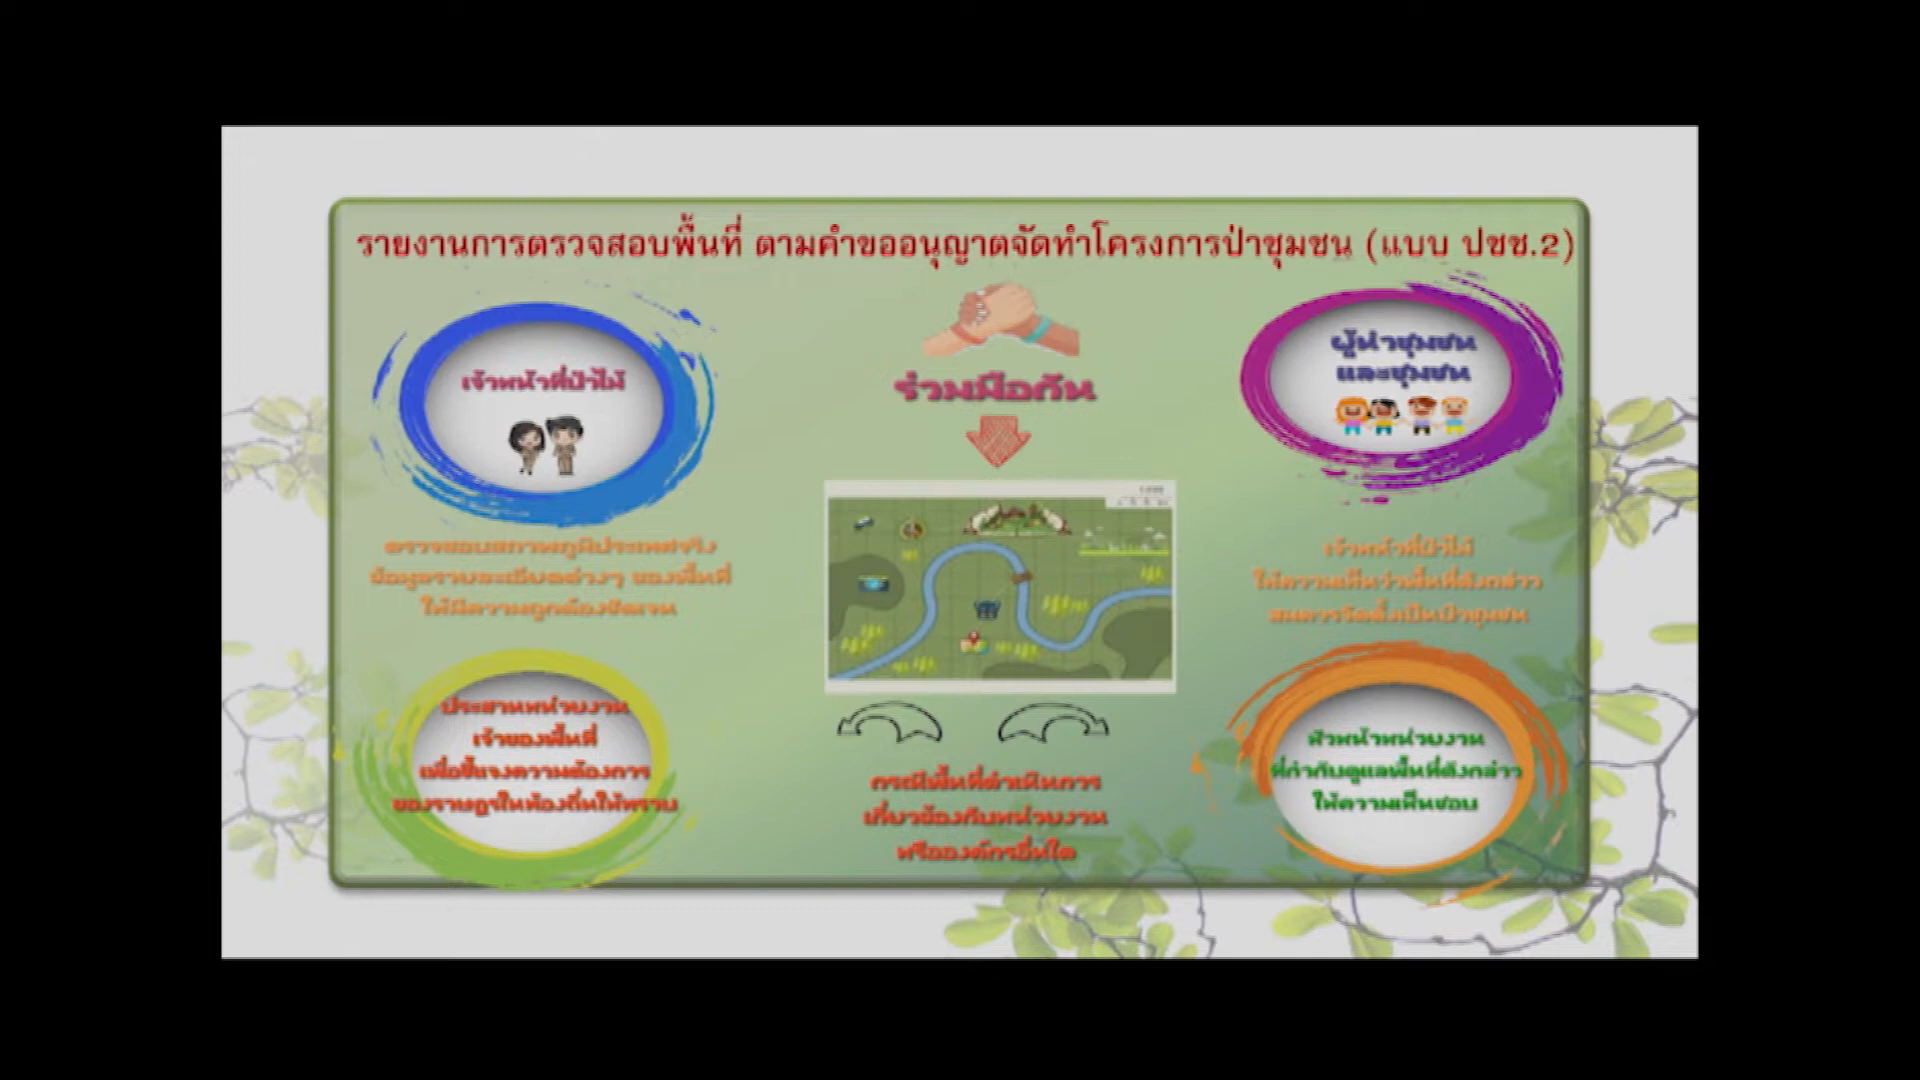 รายงานการตรวจสอบพื้นที่ ตามคำขออนุญาตจัดทำโครงการป่าชุมชน (แบบ ปชช.2)
เจ้าหน้าที่ป่าไม้
ร่วมมือกัน
ผู้นำชุมชน
และชุมชน
ตรวจสอบสภาพภูมิประเทศจริง
ข้อมูลรายละเอียดต่างๆ ของพื้นที่
ให้มีความถูกต้องชัดเจน
เจ้าหน้าที่ป่าไม้
ให้ความเห็นว่าพื้นที่ดังกล่าว
สมควรจัดตั้งเป็นป่าชุมชน
ประสานหน่วยงาน
เจ้าของพื้นที่
เพื่อชี้แจงความต้องการ
ของราษฎรในท้องถิ่นให้ทราบ
กรณีพื้นที่ดำเนินการ
เกี่ยวข้องกับหน่วยงาน
หรือองค์กรอื่นใด
หัวหน้าหน่วยงาน
ที่กำกับดูแลพื้นที่ดังกล่าว
ให้ความเห็นชอบ